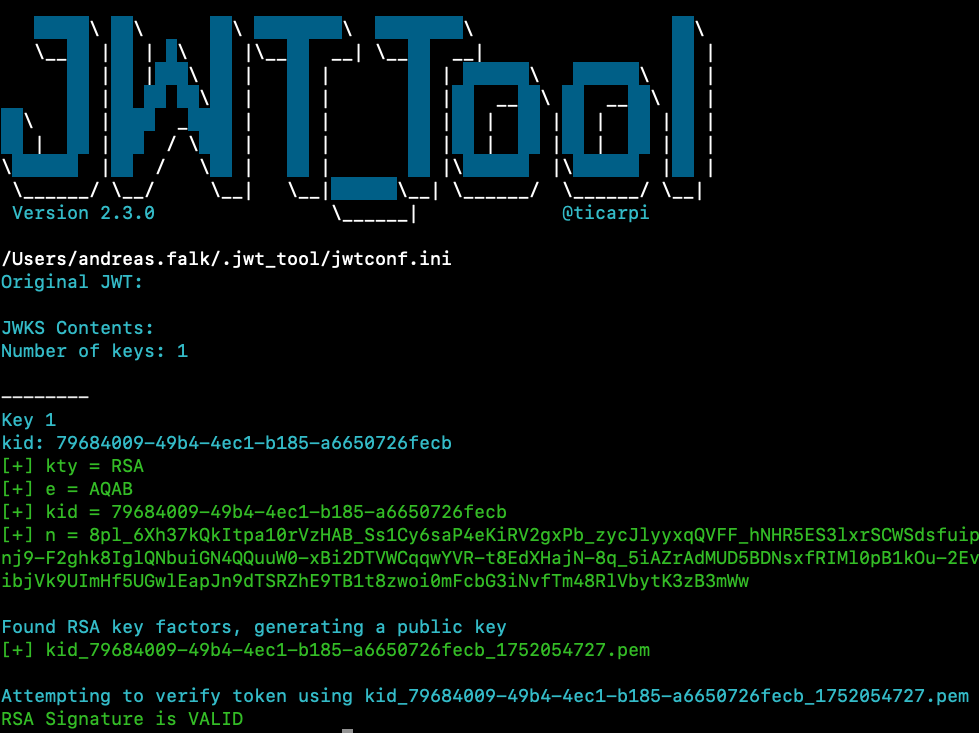 JWT_Tool
Version 2.3.0 @ticarpi
/Users/andreas.falk/.jwt_tool/jwtconf.ini
Original JWT:
JWKS Contents:
Number of keys: 1
--------
Key 1
kid: 79684009-49b4-4ec1-b185-a6650726fecb
[+] kty = RSA
[+] e = AQAB
[+] kid = 79684009-49b4-4ec1-b185-a6650726fecb
[+] n = 8pl_6Xh37kQkItpa10rVzHAB_Ss1Cy6saP4eKiRV2gxPb_zycJlyyxqQVFF_hNHR5ES3lxrSCWSdsfuip
nj9-F2ghk8IglQNbuiGN4QQuuW0-xBi2DTVWCqqwYVR-t8EdXHajN-8q_5iAZrAdMUD5BDNsxfRIMl0pB1kOu-2Ev
ibjVk9UImHf5UGwlEapJn9dTSRZhE9TB1t8zwoi0mFcbG3iNvfTm48RlVbytK3zB3mWw
Found RSA key factors, generating a public key
[+] kid_79684009-49b4-4ec1-b185-a6650726fecb_1752054727.pem
Attempting to verify token using kid_79684009-49b4-4ec1-b185-a6650726fecb_1752054727.pem
RSA Signature is VALID